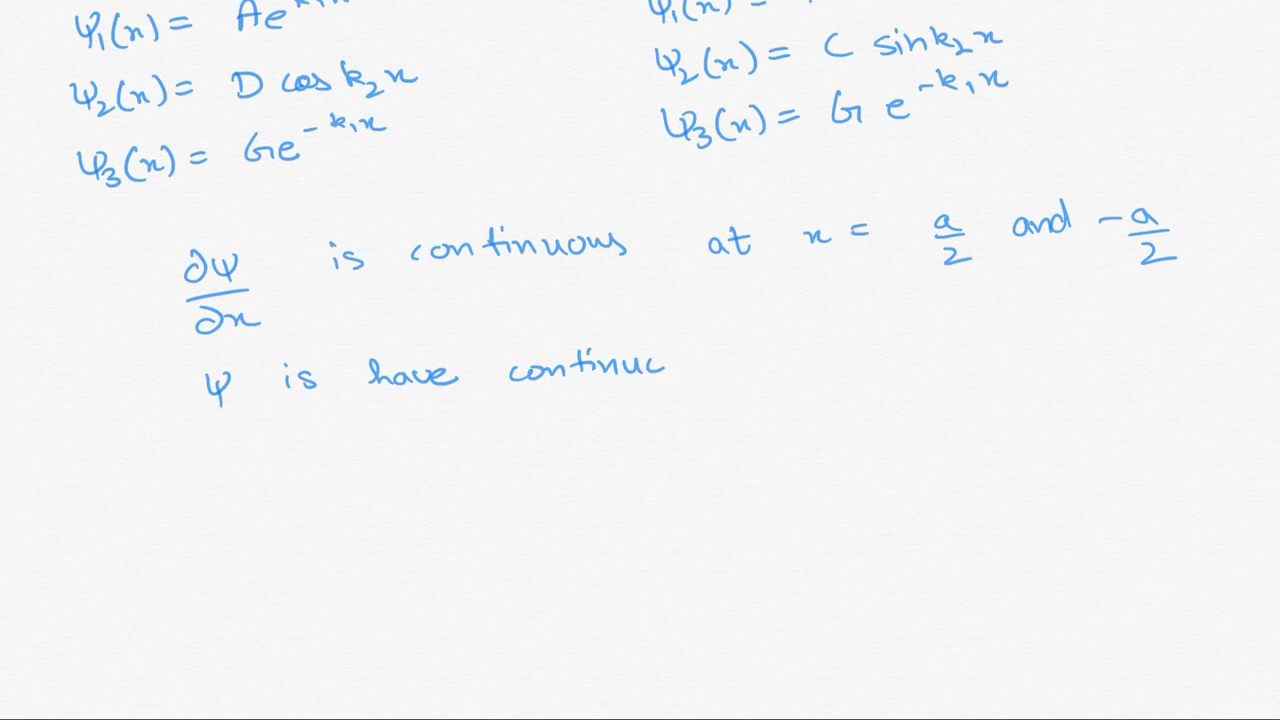 ψ₁(x) = Ae
ψ₁(x) =
ψ₂(x) = D cos k₂x
ψ₂(x) = C sin k₂x
ψ₃(x) = Ge^{-k₁x}
ψ₃(x) = G e^{-k₁x}
∂ψ/∂x is continuous at x = a/2 and -a/2
ψ is have continuc